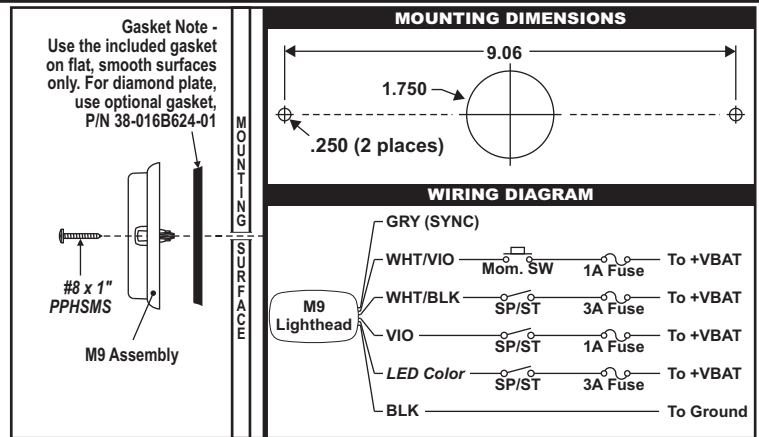 Gasket Note -
Use the included gasket
on flat, smooth surfaces
only. For diamond plate,
use optional gasket,
P/N 38-016B624-01
MOUNTING
SURFACE
#8 x 1"
PPHSMS
M9 Assembly
MOUNTING DIMENSIONS
9.06
1.750
.250 (2 places)
WIRING DIAGRAM
M9
Lighthead
GRY (SYNC)
WHT/VIO Mom. SW 1A Fuse To +VBAT
WHT/BLK SP/ST 3A Fuse To +VBAT
VIO SP/ST 1A Fuse To +VBAT
LED Color SP/ST 3A Fuse To +VBAT
BLK To Ground